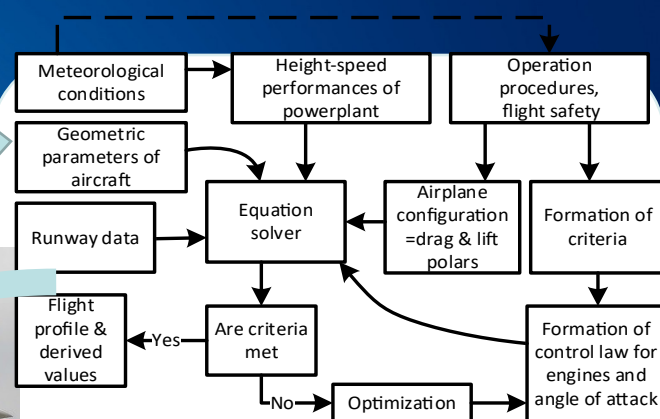 Meteorological
conditions
Height-speed
performances of
powerplant
Operation
procedures,
flight safety
Geometric
parameters of
aircraft
Equation
solver
Airplane
configuration
=drag & lift
polars
Formation of
criteria
Runway data
Flight
profile &
derived
values
Yes
Are criteria
met
Formation of
control law for
engines and
angle of attack
No
Optimization